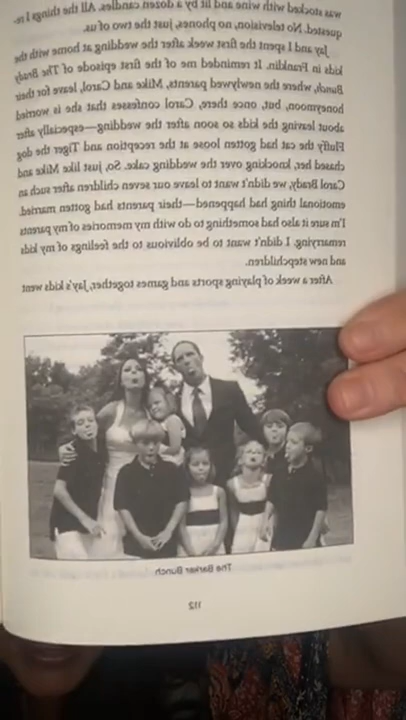 was stocked with wine and lit by a dozen candles. All the things I re-
quested. No television, no phones, just the two of us.
Jay and I spent the first week after the wedding at home with the
kids in Franklin. It reminded me of the first episode of The Brady
Bunch, where the newlywed parents, Mike and Carol, leave for their
honeymoon, but, once there, Carol confesses that she is worried
about leaving the kids so soon after the wedding—especially after
Fluffy the cat had gotten loose at the reception and Tiger the dog
chased her, knocking over the wedding cake. So, just like Mike and
Carol Brady, we didn't want to leave our seven children after such an
emotional thing had happened—their parents had gotten married.
I'm sure it also had something to do with my memories of my parents
remarrying. I didn't want to be oblivious to the feelings of my kids
and new stepchildren.
After a week of playing sports and games together, Jay's kids went
The Barker Bunch
112